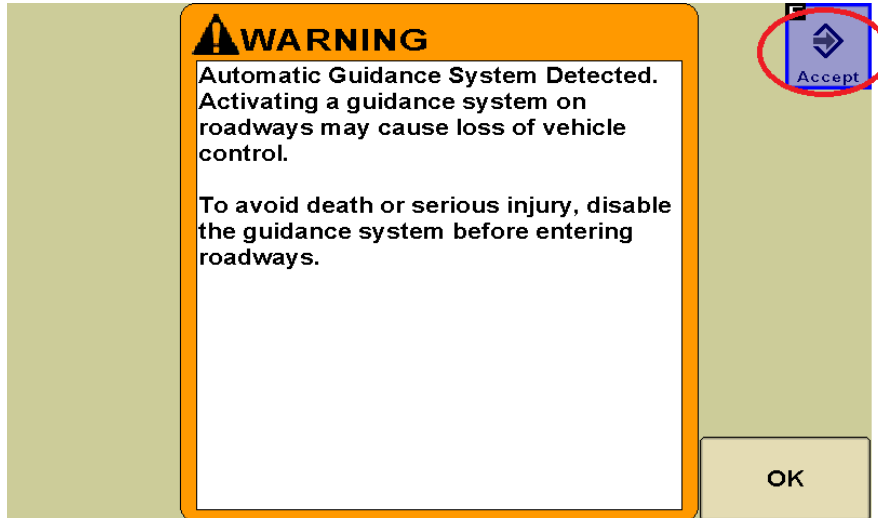 WARNING
Automatic Guidance System Detected.
Activating a guidance system on
roadways may cause loss of vehicle
control.
To avoid death or serious injury, disable
the guidance system before entering
roadways.
Accept
OK